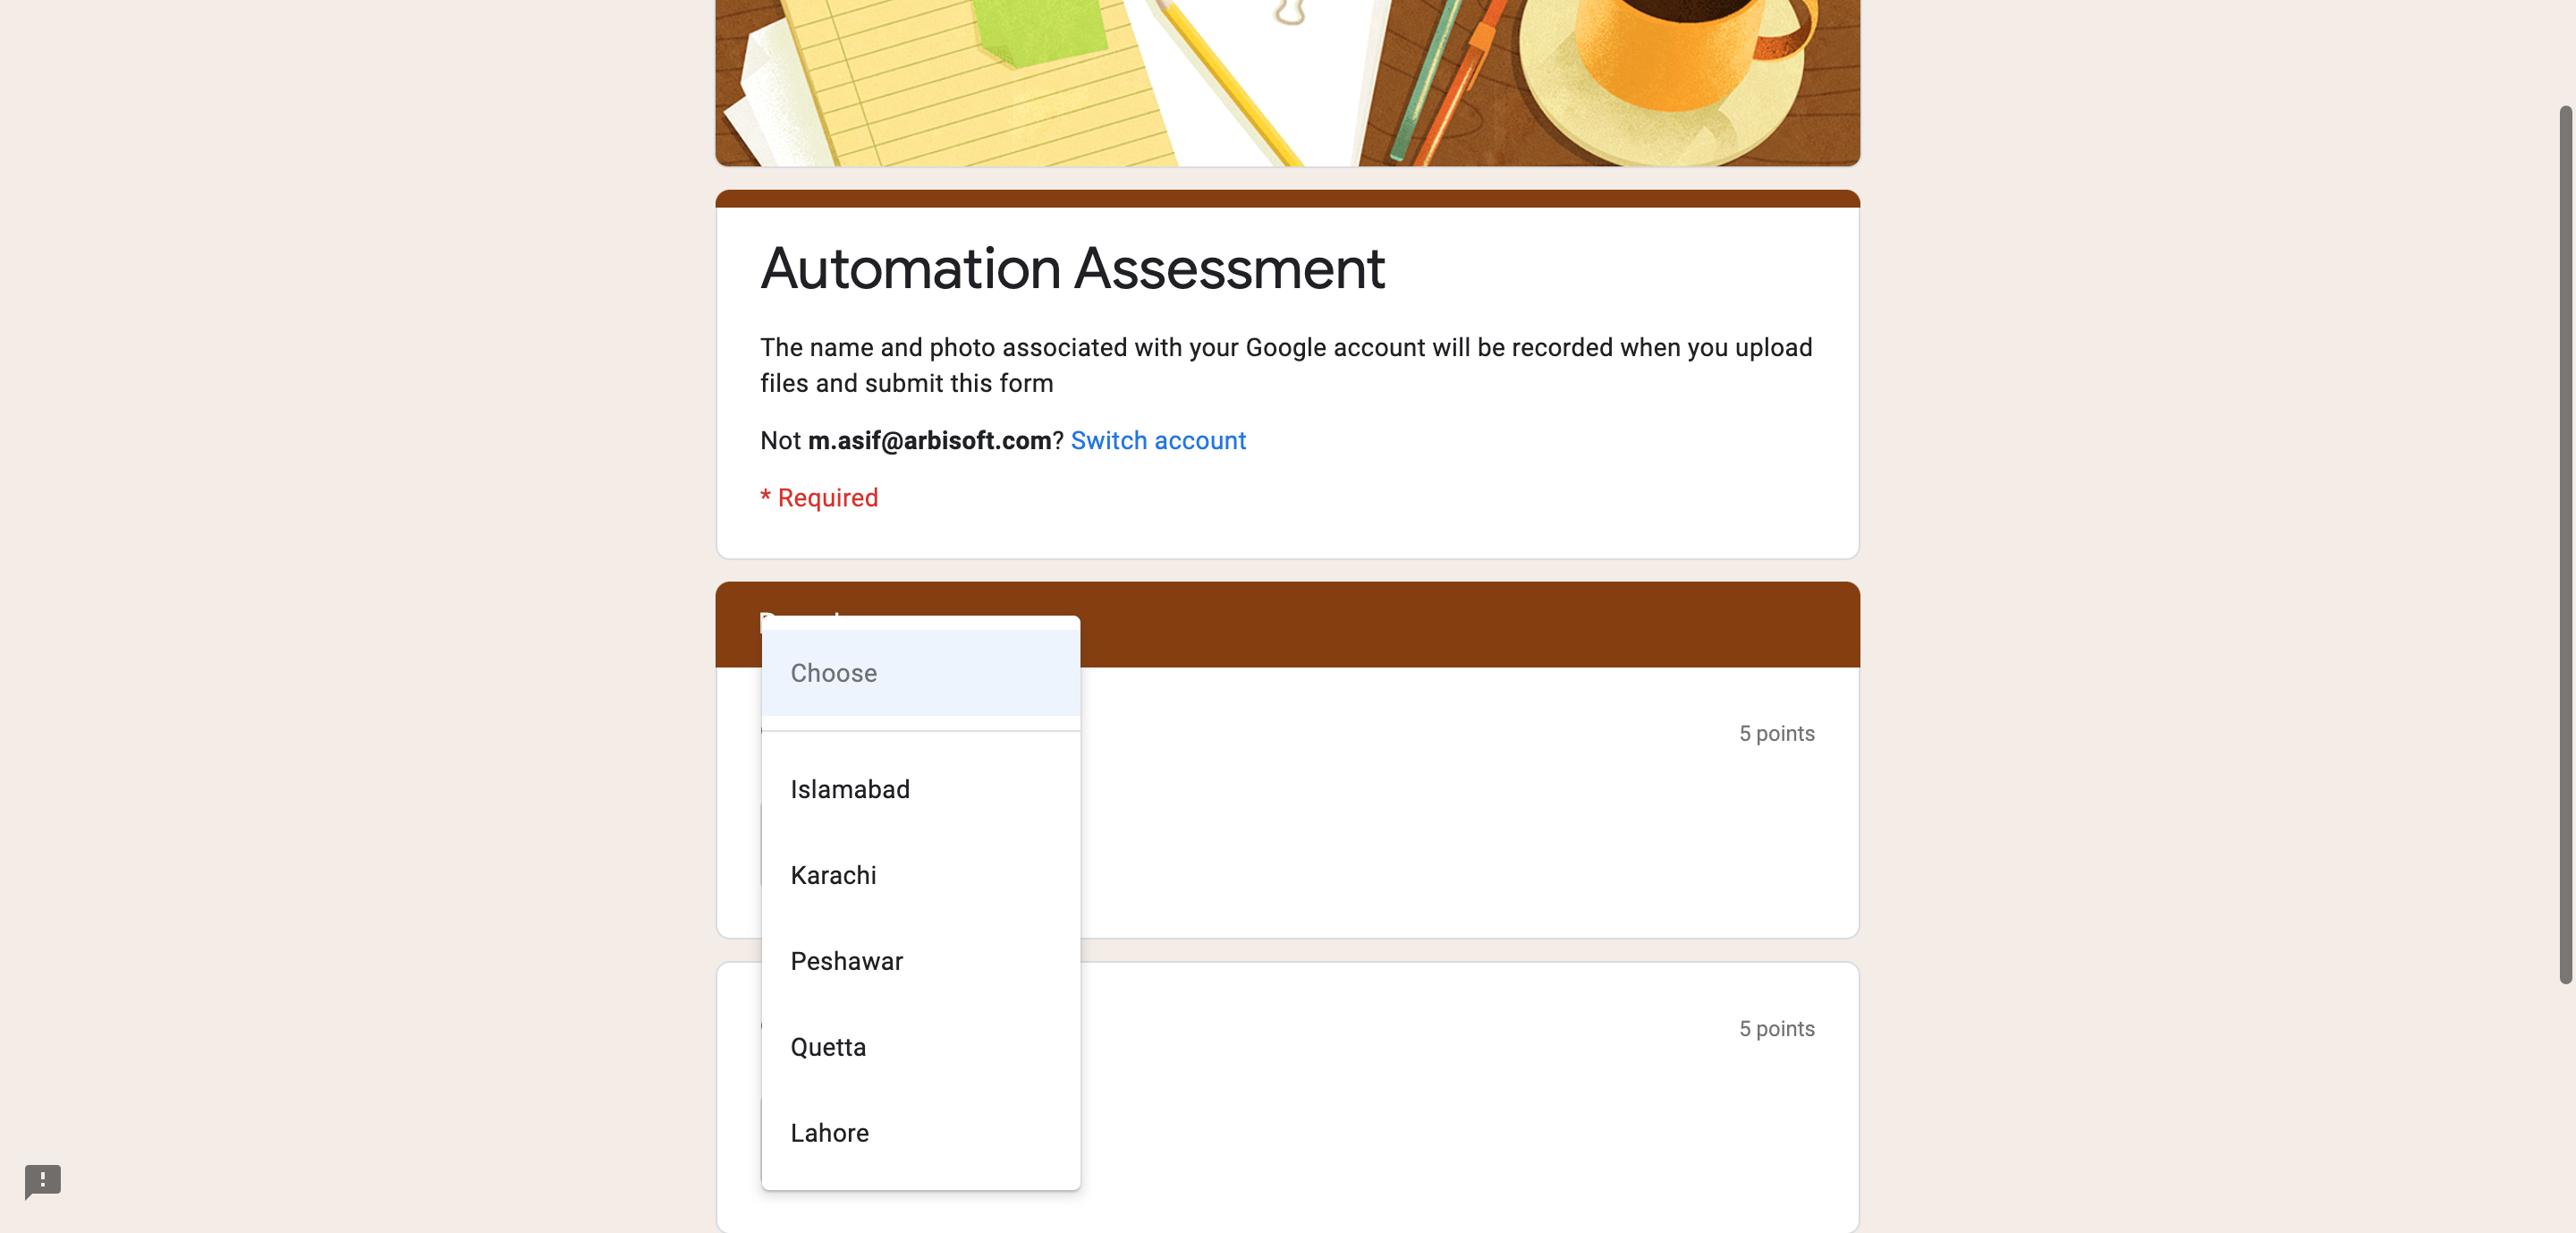 Automation Assessment
The name and photo associated with your Google account will be recorded when you upload
files and submit this form
Not m.asif@arbisoft.com? Switch account
* Required
Choose
5 points
Islamabad
Karachi
Peshawar
Quetta
5 points
Lahore